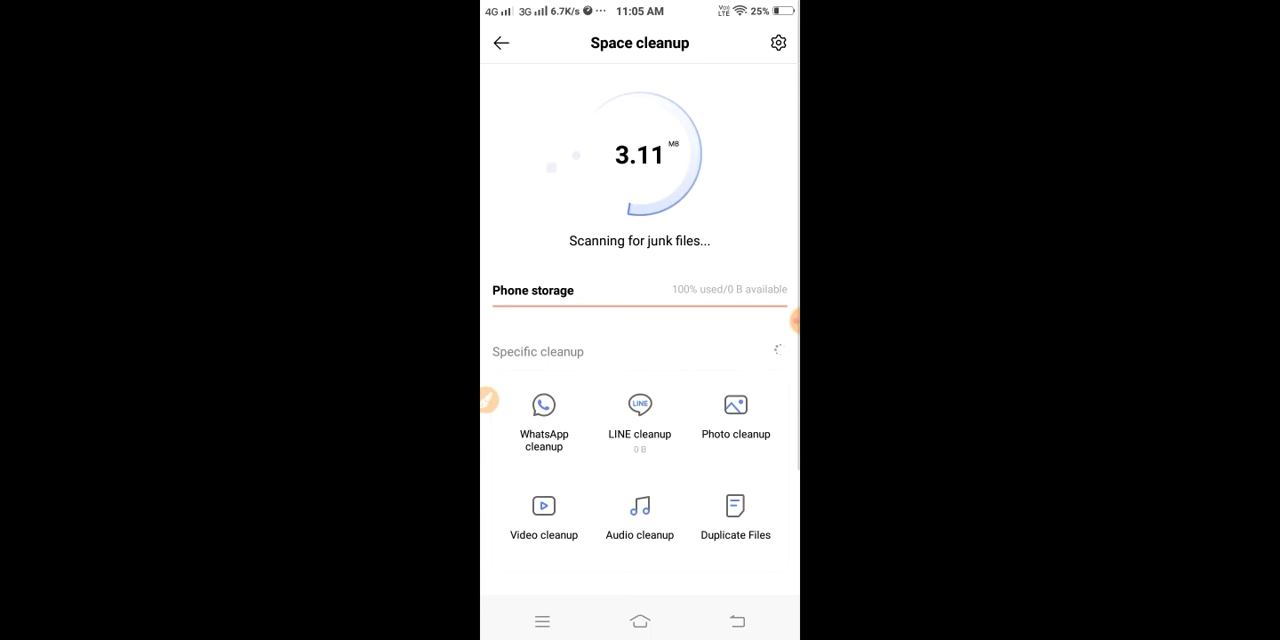 4G 3G 6.7K/s ... 11:05 AM VoLTE 25%
Space cleanup
3.11 MB
Scanning for junk files...
Phone storage 100% used/0 B available
Specific cleanup
WhatsApp cleanup
LINE
LINE cleanup
0 B
Photo cleanup
Video cleanup
Audio cleanup
Duplicate Files